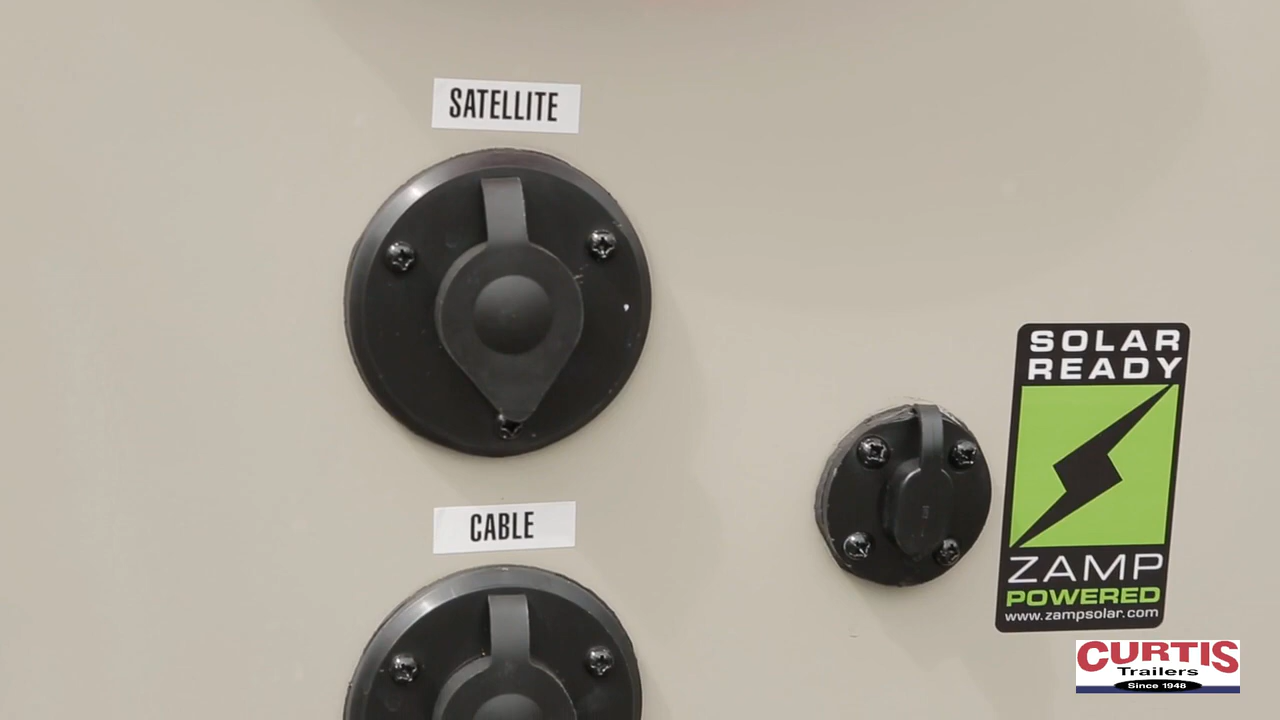 SATELLITE
CABLE
SOLAR
READY
ZAMP
POWERED
www.zampsolar.com
CURTIS
Trailers
Since 1948